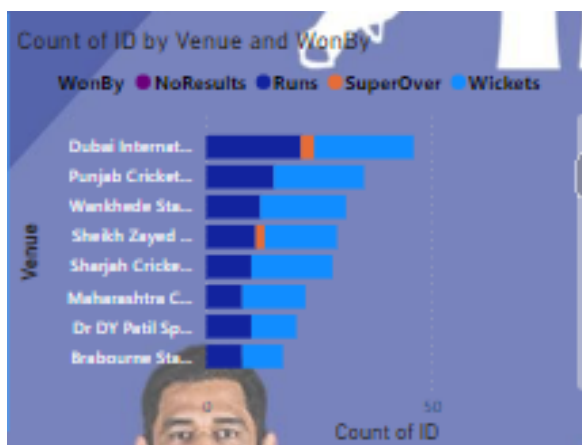 Count of ID by Venue and WonBy
WonBy NoResults Runs SuperOver Wickets
Dubai Internat...
Punjab Cricket...
Wankhede Sta...
Sheikh Zayed ...
Sharjah Cricke...
Maharashtra C...
Dr DY Patil Sp...
Brabourne Sta...
Venue
0 50
Count of ID